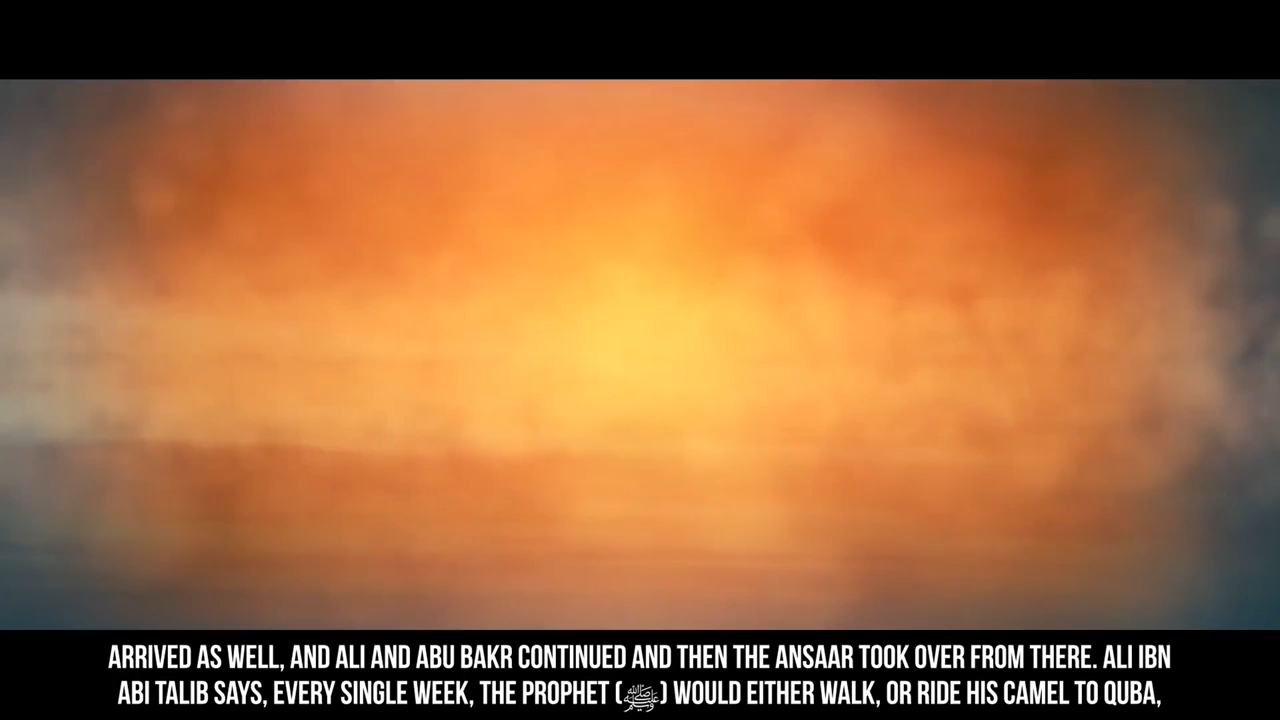 ARRIVED AS WELL, AND ALI AND ABU BAKR CONTINUED AND THEN THE ANSAAR TOOK OVER FROM THERE. ALI IBN
ABI TALIB SAYS, EVERY SINGLE WEEK, THE PROPHET (ﷺ) WOULD EITHER WALK, OR RIDE HIS CAMEL TO QUBA,